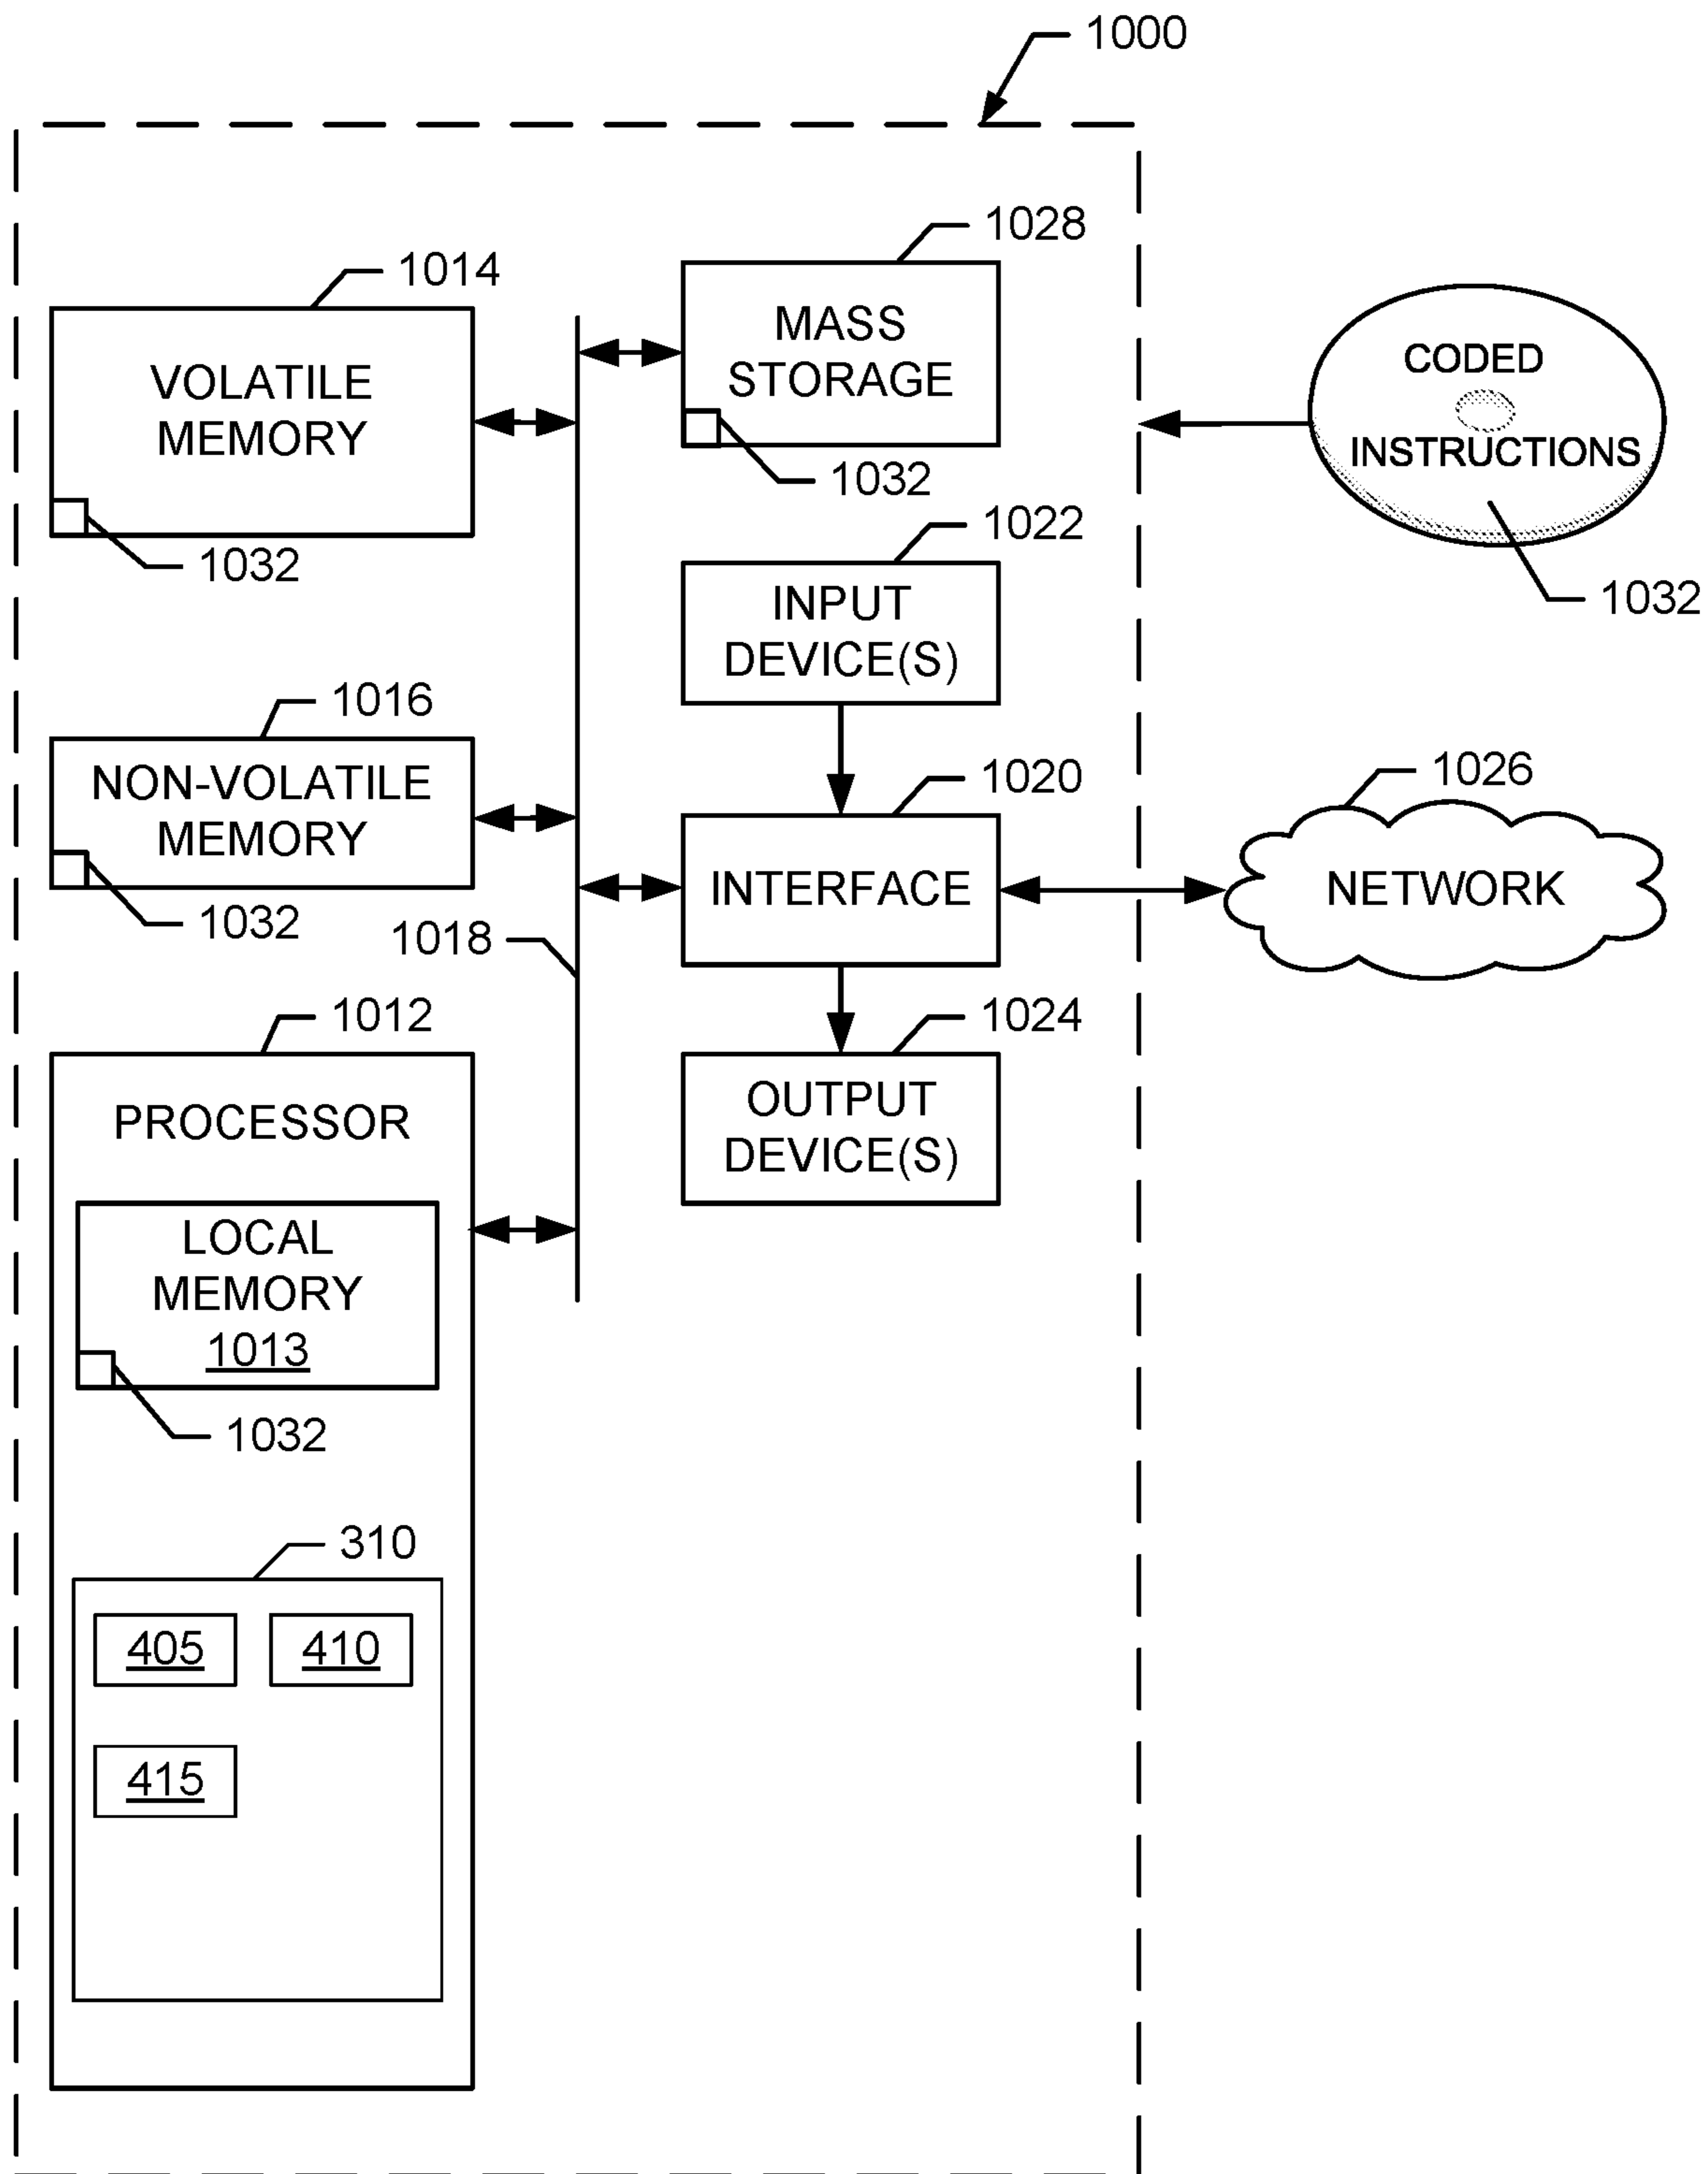 1000
1028
1014
MASS
STORAGE
VOLATILE
MEMORY
CODED
INSTRUCTIONS
1032
1032
1022
1032
INPUT
DEVICE(S)
1016
NON-VOLATILE
MEMORY
1020
1026
INTERFACE
NETWORK
1032
1018
1012
1024
PROCESSOR
OUTPUT
DEVICE(S)
LOCAL
MEMORY
1013
1032
310
405
410
415